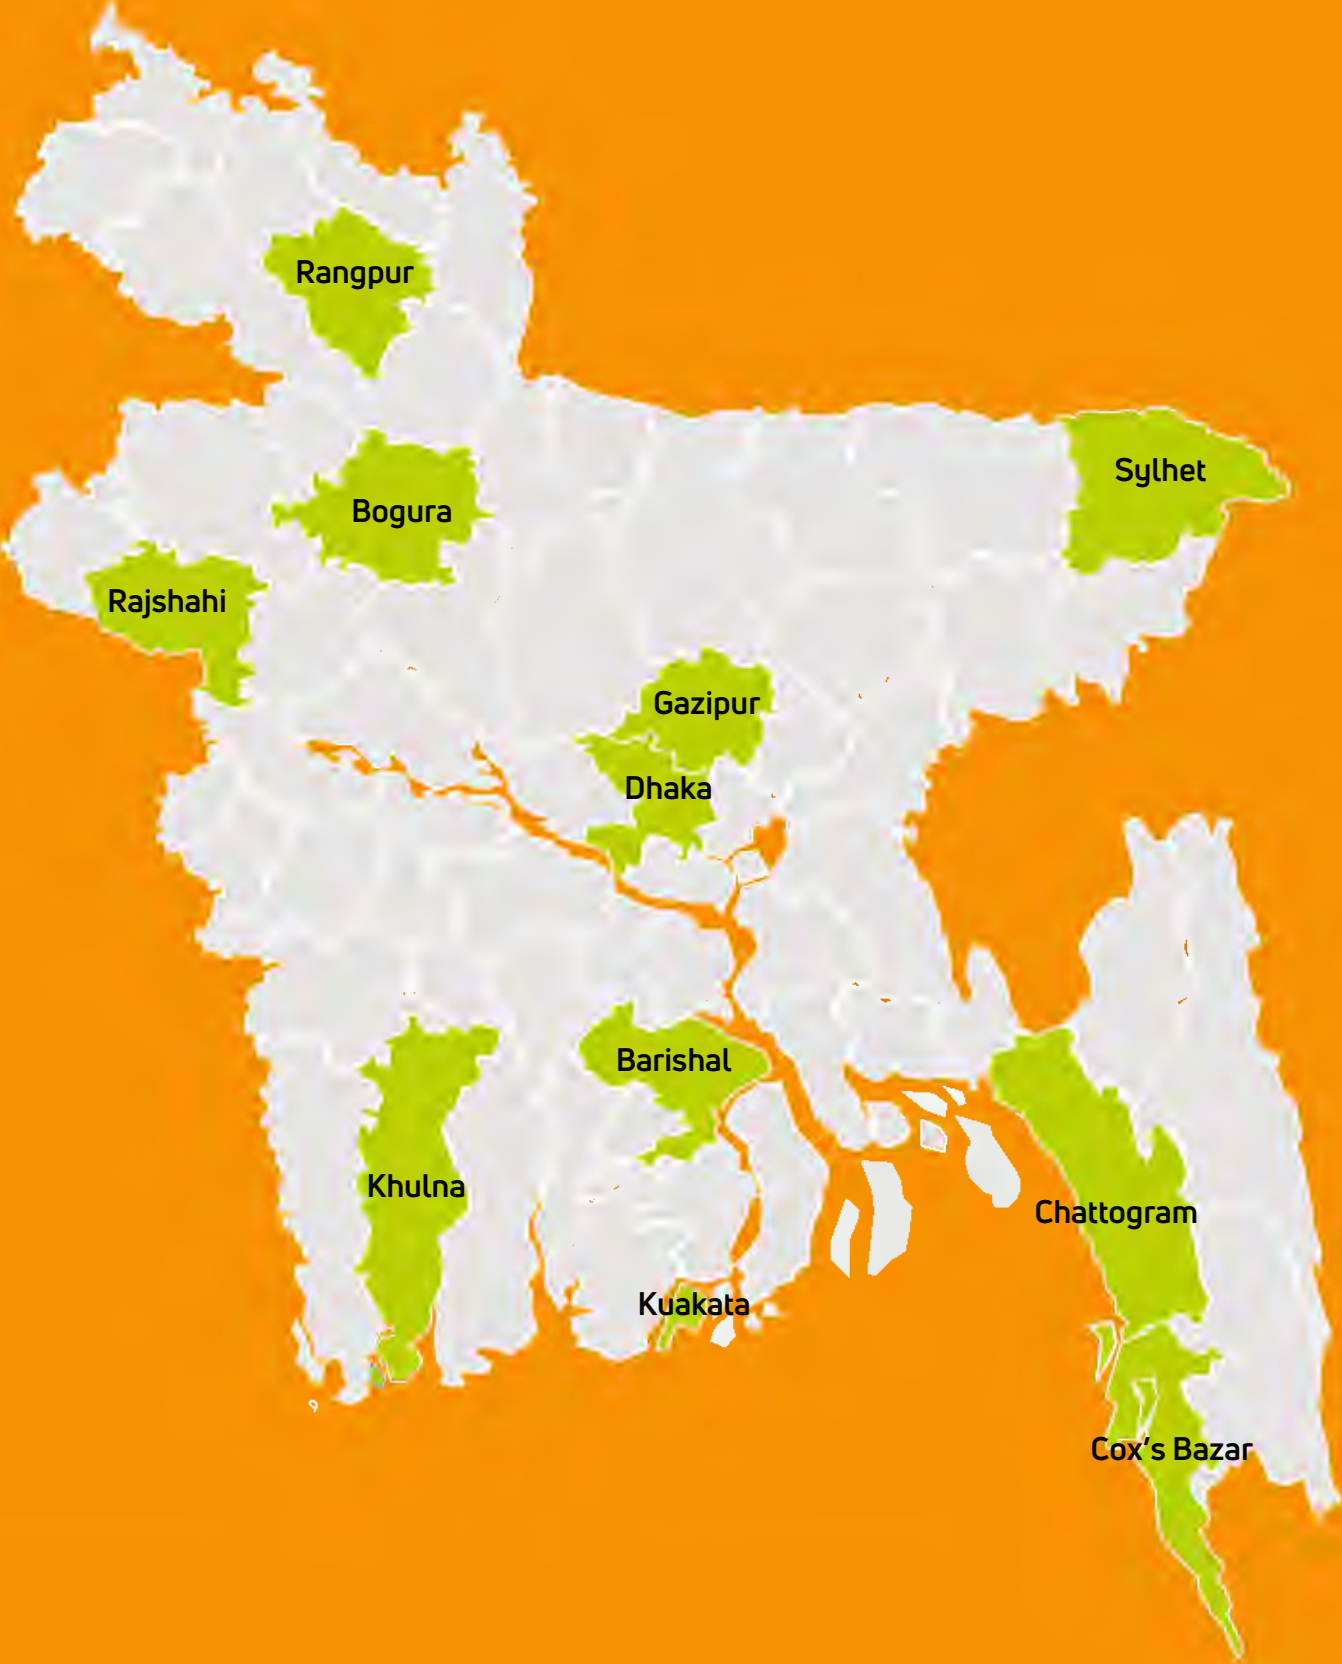 Rangpur
Sylhet
Bogura
Rajshahi
Gazipur
Dhaka
Barishal
Khulna
Chattogram
Kuakata
Cox's Bazar